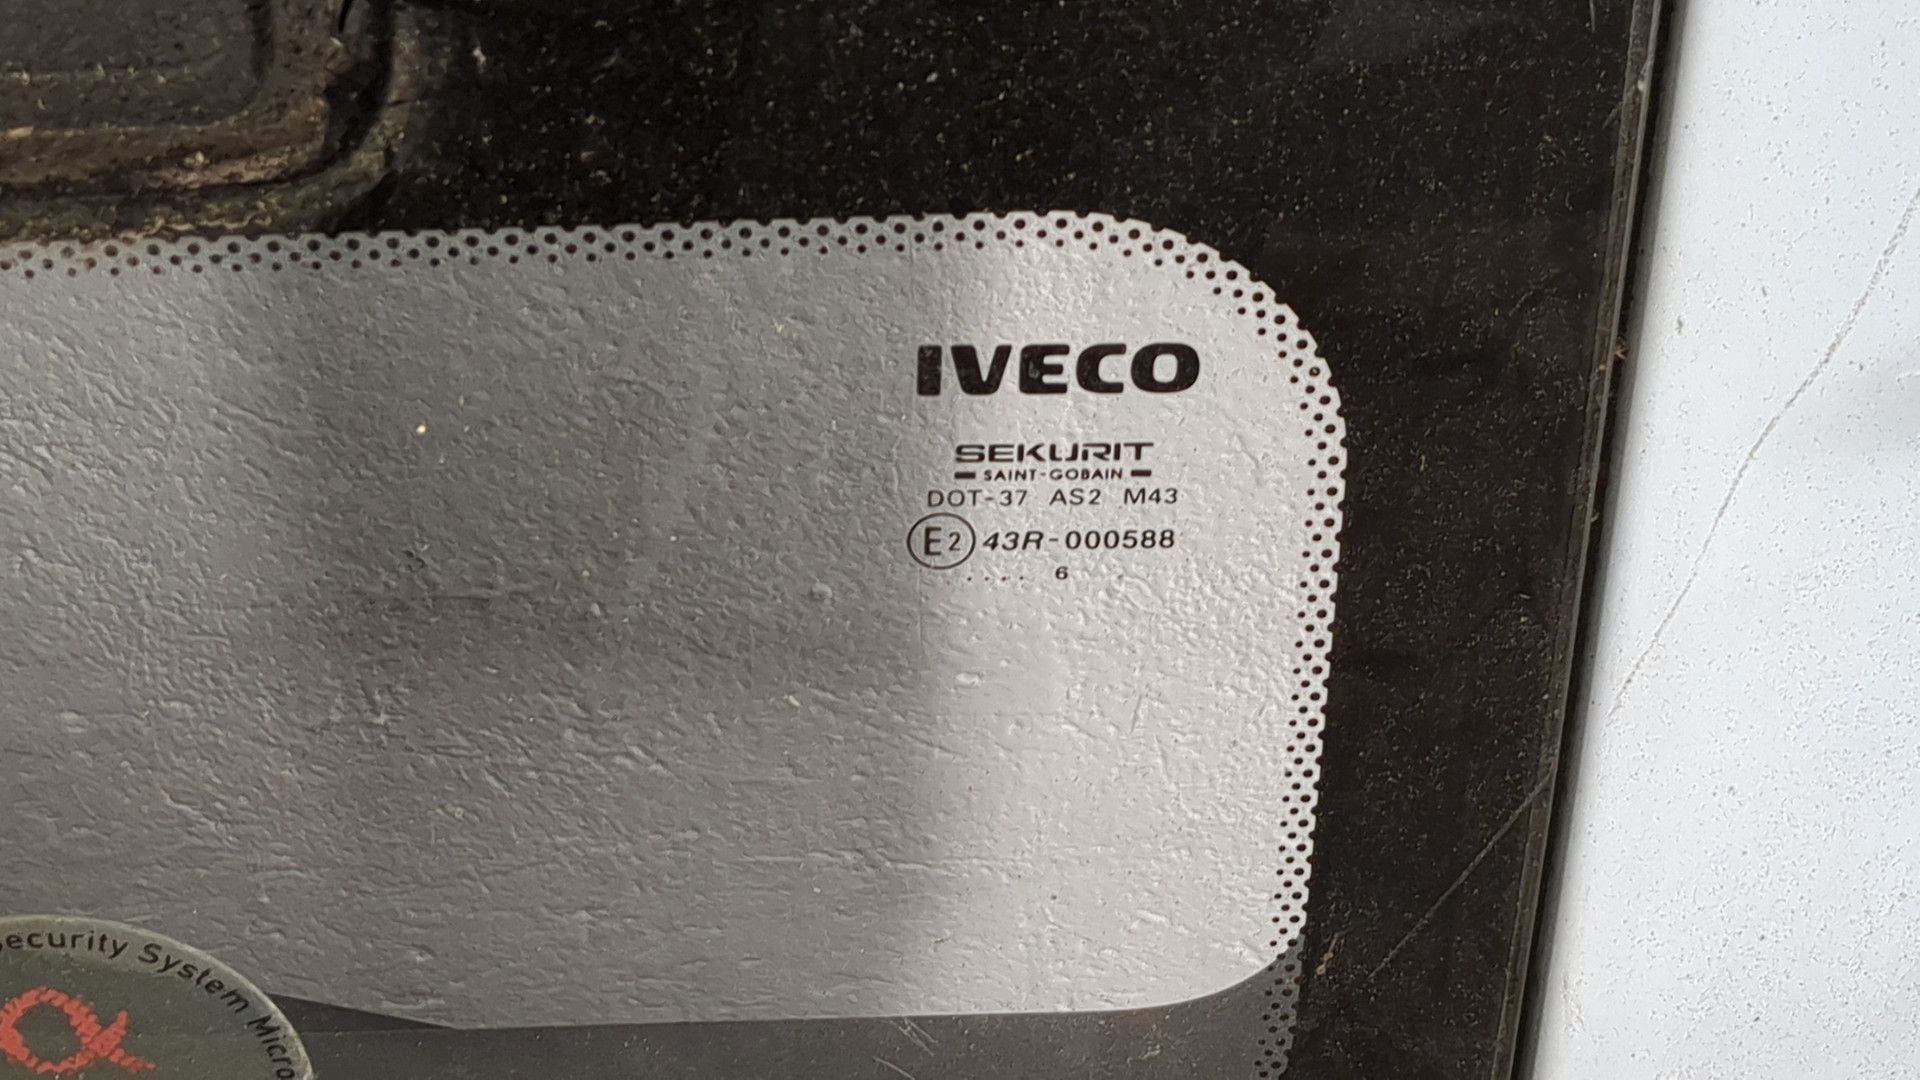 IVECO
SEKURIT
SAINT-GOBAIN
DOT-37 AS2 M43
E2 43R-000588
.... 6 .
Security System Micro